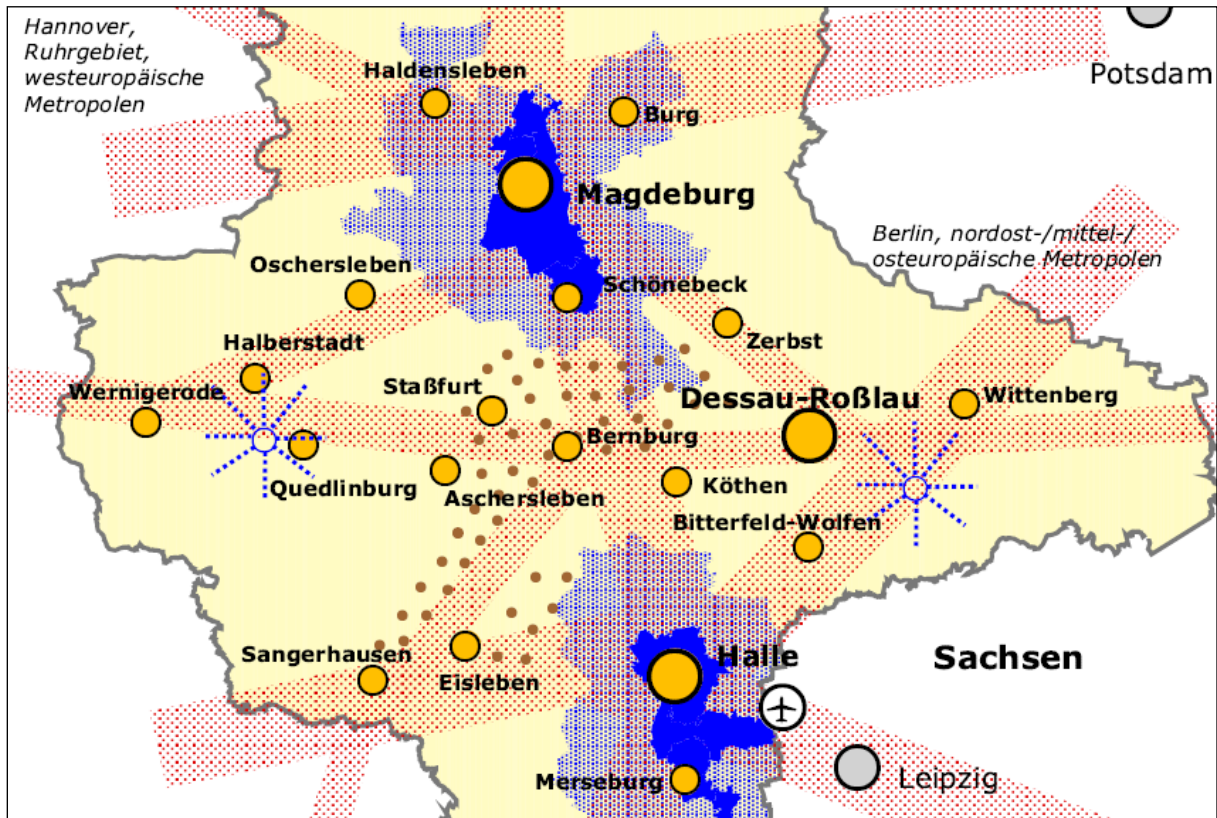 Hannover,
Ruhrgebiet,
westeuropäische
Metropolen
Haldensleben
Potsdam
Burg
Magdeburg
Berlin, nordost-/mittel-/
osteuropäische Metropolen
Oschersleben
Schönebeck
Halberstadt
Zerbst
Wernigerode
Staßfurt
Dessau-Roßlau
Wittenberg
Bernburg
Quedlinburg
Aschersleben
Köthen
Bitterfeld-Wolfen
Sangerhausen
Eisleben
Halle
Sachsen
Merseburg
Leipzig